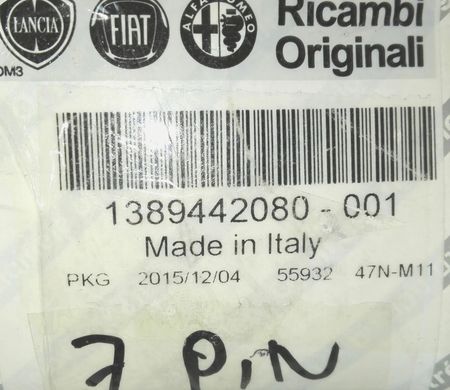 LANCIA
FIAT
ALFA ROMEO
Ricambi
Originali
DM3
1389442080-001
Made in Italy
PKG 2015/12/04 55932 47N-M11
7 PiN